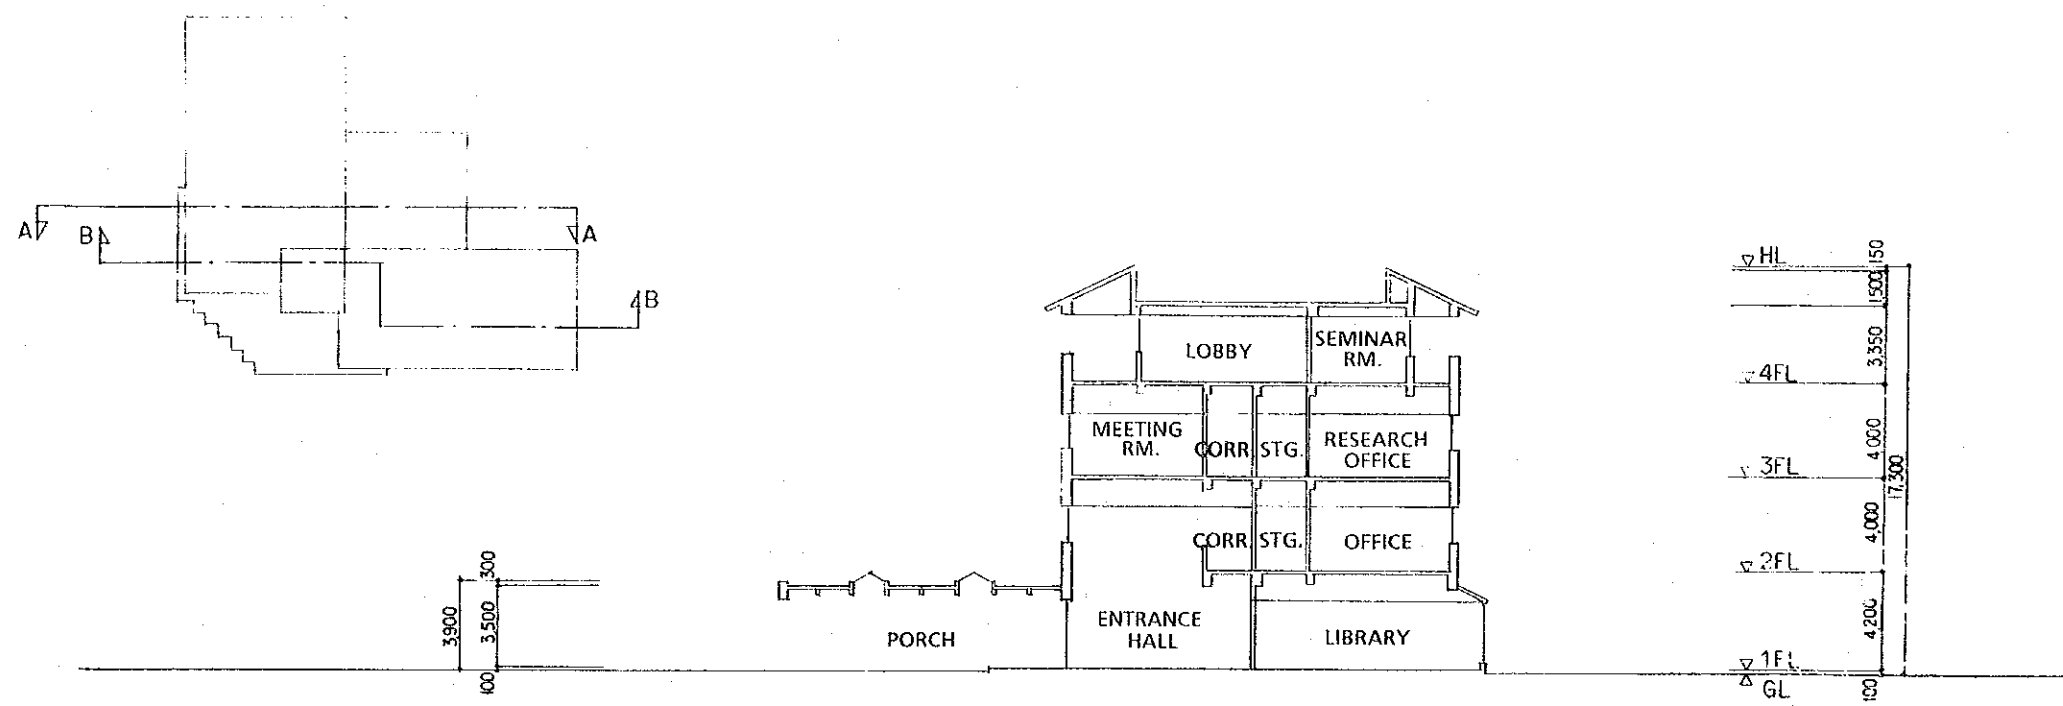 A
A
B
B
HL
150
1500
3,350
4FL
4,000
3FL
17,300
4,000
2FL
4,200
1FL
GL
100
LOBBY
SEMINAR
RM.
MEETING
RM.
CORR.
STG.
RESEARCH
OFFICE
CORR.
STG.
OFFICE
300
3,900
3,500
100
PORCH
ENTRANCE
HALL
LIBRARY